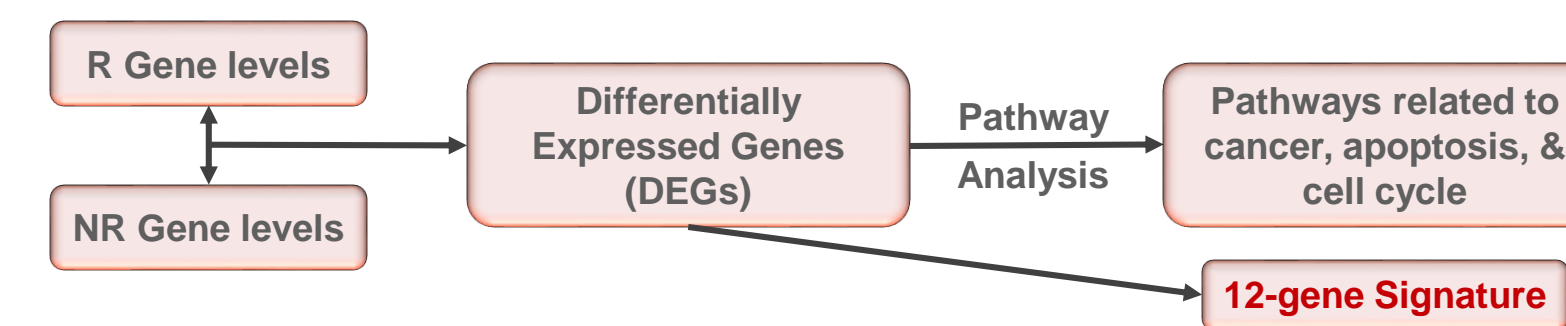 R Gene levels
NR Gene levels
Differentially
Expressed Genes
(DEGs)
Pathway
Analysis
Pathways related to
cancer, apoptosis, &
cell cycle
12-gene Signature